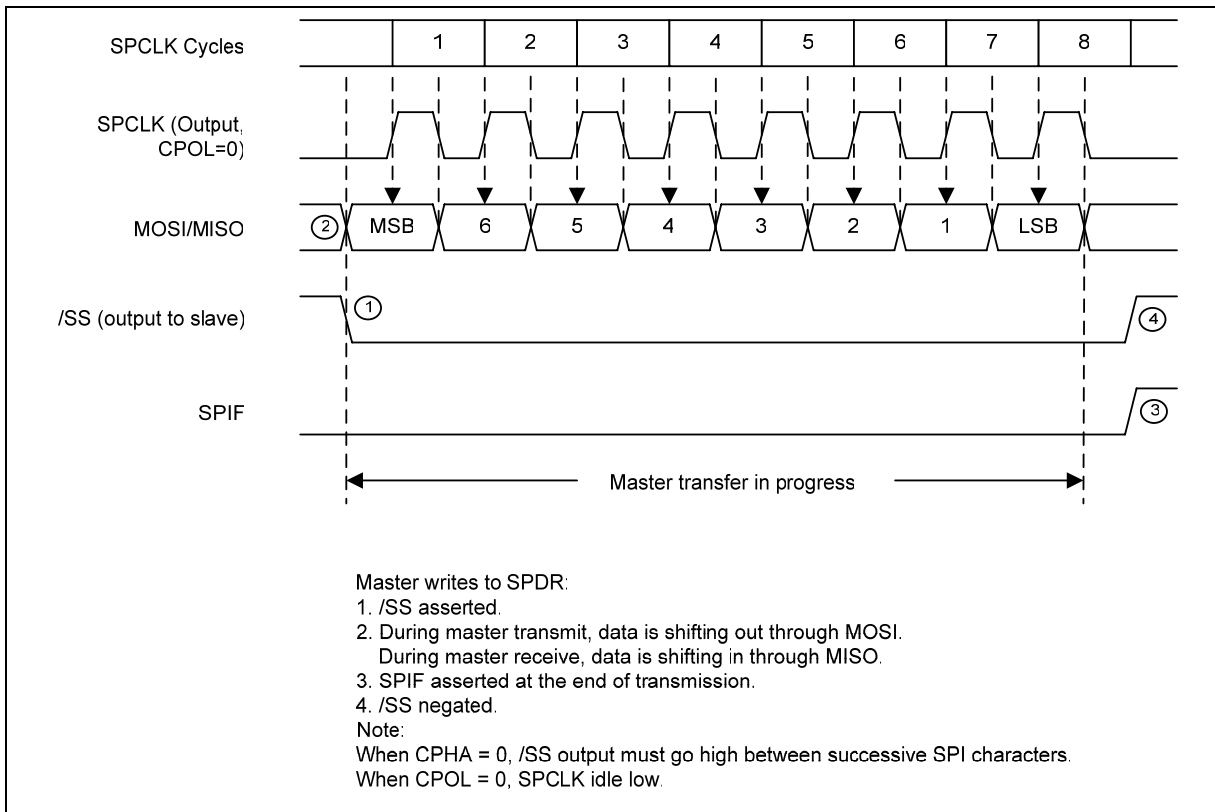 SPCLK Cycles
1 2 3 4 5 6 7 8
SPCLK (Output,
CPOL=0)
MOSI/MISO
2 MSB 6 5 4 3 2 1 LSB
/SS (output to slave)
1
4
SPIF
3
Master transfer in progress
Master writes to SPDR:
1. /SS asserted.
2. During master transmit, data is shifting out through MOSI.
During master receive, data is shifting in through MISO.
3. SPIF asserted at the end of transmission.
4. /SS negated.
Note:
When CPHA = 0, /SS output must go high between successive SPI characters.
When CPOL = 0, SPCLK idle low.